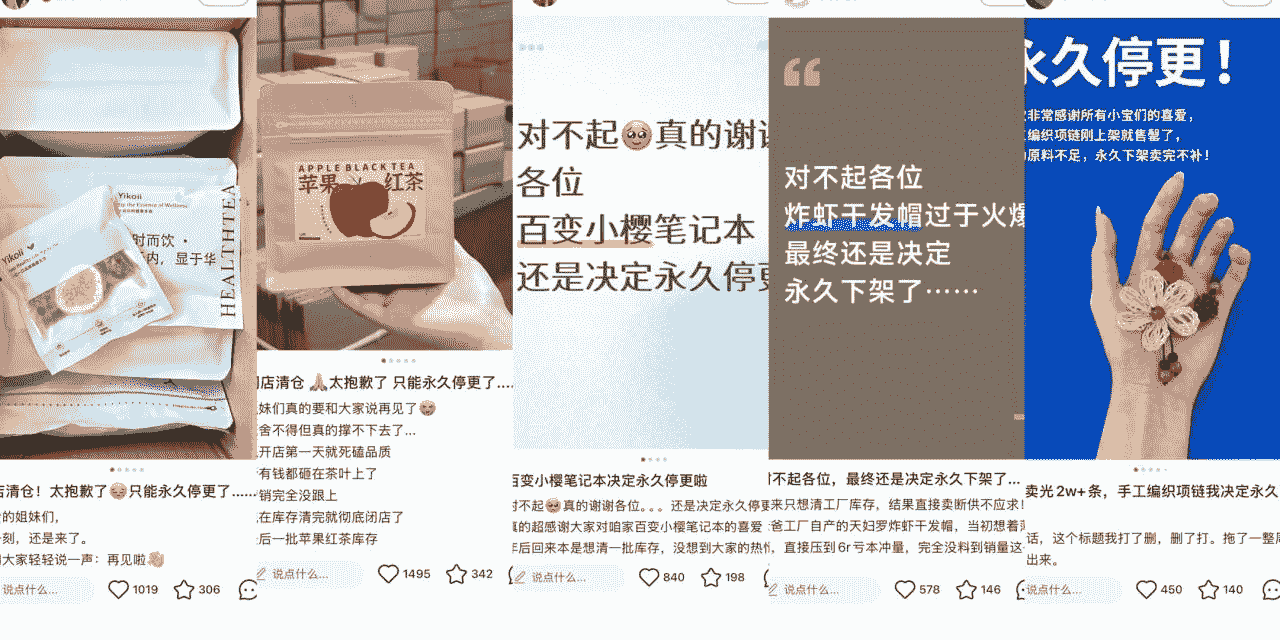 Yikoii
Sip the Essence of Wellness
时而饮 ·
内，显于华
HEALTHTEA
Yikoii
店清仓！太抱歉了😔只能永久停更了……
的姐妹们，
刻，还是来了。
大家轻轻说一声：再见啦👋🏻
说点什么...
1019
306
APPLE BLACK TEA
苹果 红茶
店清仓🙏🏻太抱歉了 只能永久停更了....
妹们真的要和大家说再见了🥹
舍不得但真的撑不下去了...
开店第一天就死磕品质
有钱都砸在茶叶上了
销完全没跟上
在库存清完就彻底闭店了
后一批苹果红茶库存
说点什么...
1495
342
对不起🥹真的谢谢
各位
百变小樱笔记本
还是决定永久停更
百变小樱笔记本决定永久停更啦
对不起🥹真的谢谢各位。。。还是决定永久停更
真的超感谢大家对咱家百变小樱笔记本的喜爱
年后回来本是想清一批库存，没想到大家的热情
说点什么...
840
198
对不起各位
炸虾干发帽过于火爆
最终还是决定
永久下架了……
对不起各位，最终还是决定永久下架了...
来只想清工厂库存，结果直接卖断供不应求！
爸工厂自产的天妇罗炸虾干发帽，当初想着薄
，直接压到6r亏本冲量，完全没料到销量这
说点什么...
578
146
永久停更！
非常感谢所有小宝们的喜爱，
编织项链刚上架就售罄了，
原料不足，永久下架卖完不补！
卖光2w+条，手工编织项链我决定永久
话，这个标题我打了删，删了打。拖了一整周
出来。
说点什么...
450
140